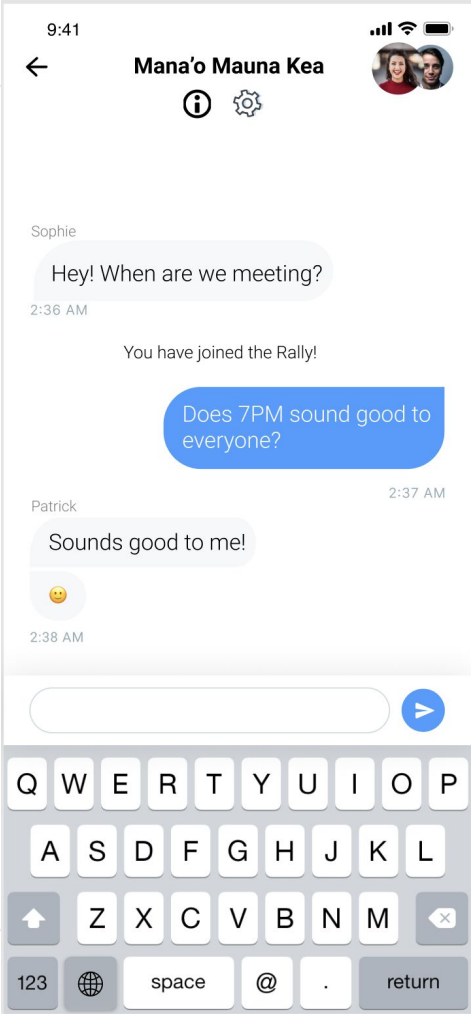 9:41
Mana’o Mauna Kea
Sophie
Hey! When are we meeting?
2:36 AM
You have joined the Rally!
Does 7PM sound good to
everyone?
2:37 AM
Patrick
Sounds good to me!
🙂
2:38 AM
Q W E R T Y U I O P
A S D F G H J K L
Z X C V B N M
123 space @ . return